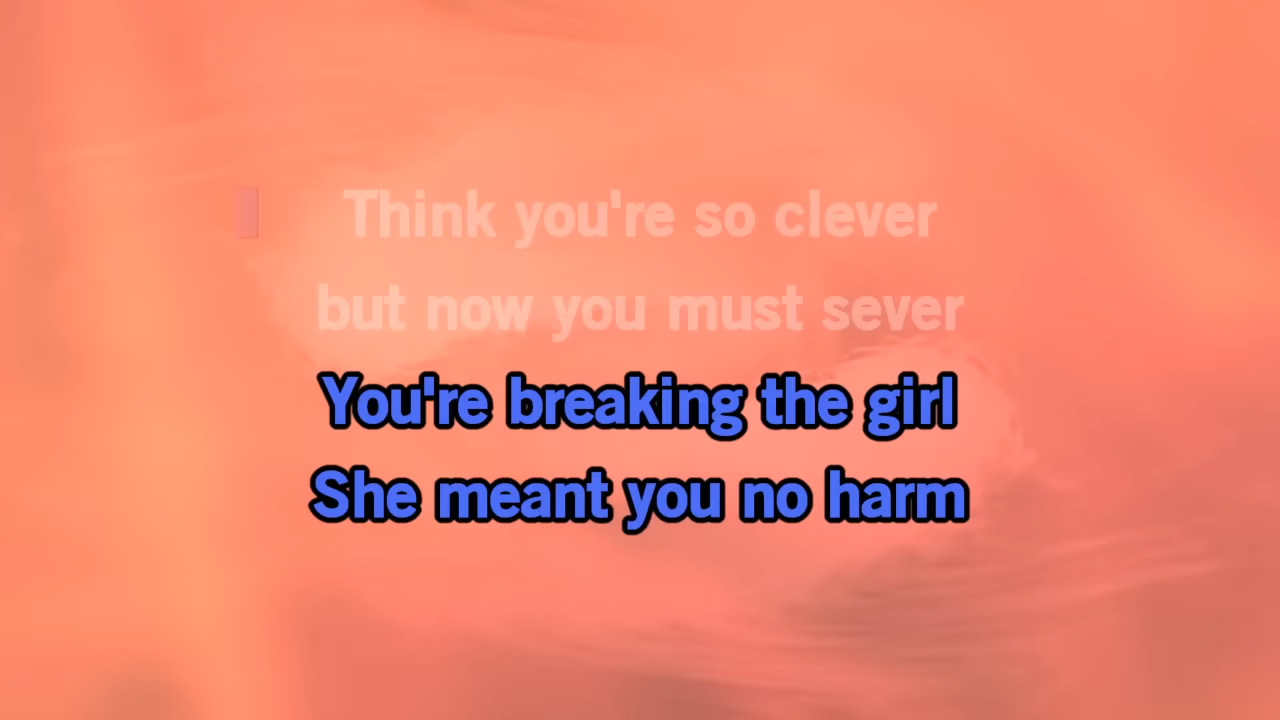 Think you're so clever
but now you must sever
You're breaking the girl
She meant you no harm